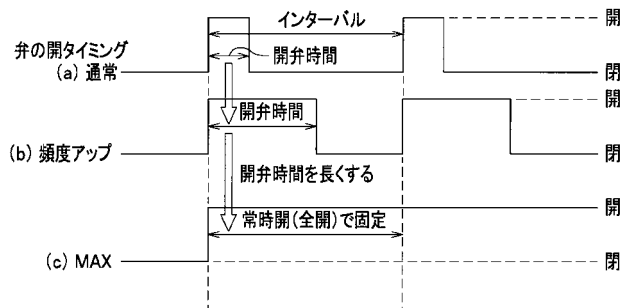 開
インターバル
弁の開タイミング
開弁時間
(a) 通常
閉
開
開弁時間
(b) 頻度アップ
閉
開弁時間を長くする
開
常時開(全開)で固定
(c) MAX
閉